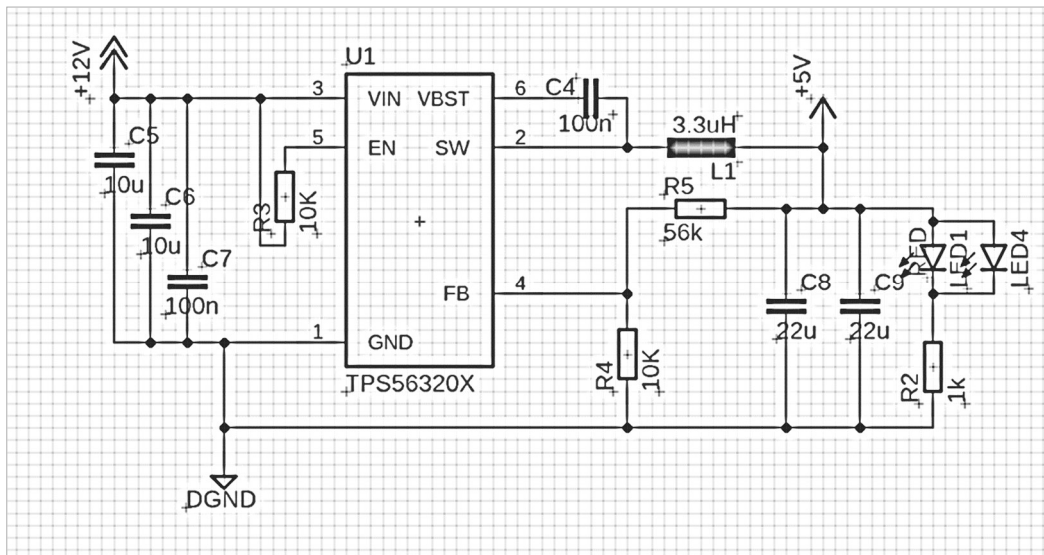 +12V
C5
10u
C6
10u
C7
100n
R3
10K
U1
3
VIN
VBST
6
5
EN
SW
2
FB
4
1
GND
TPS56320X
C4
100n
3.3uH
L1
+5V
R5
56k
R4
10K
C8
22u
C9
22u
RED
LED1
LED4
R2
1k
DGND